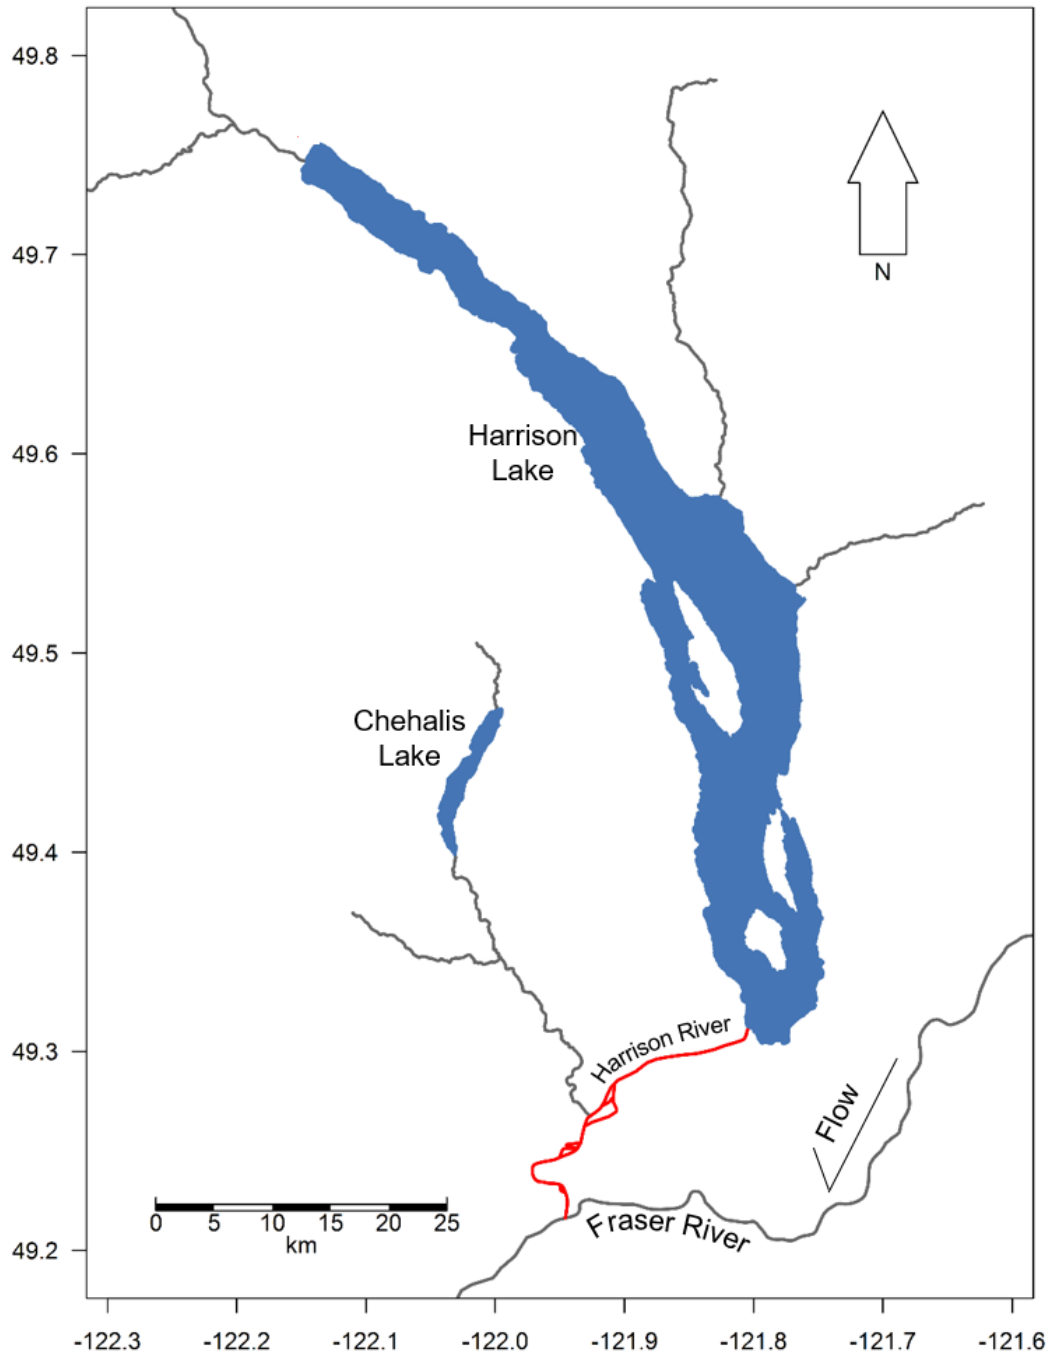 49.8
49.7
49.6
49.5
49.4
49.3
49.2
N
Harrison
Lake
Chehalis
Lake
Harrison River
Flow
Fraser River
0 5 10 15 20 25
km
-122.3 -122.2 -122.1 -122.0 -121.9 -121.8 -121.7 -121.6